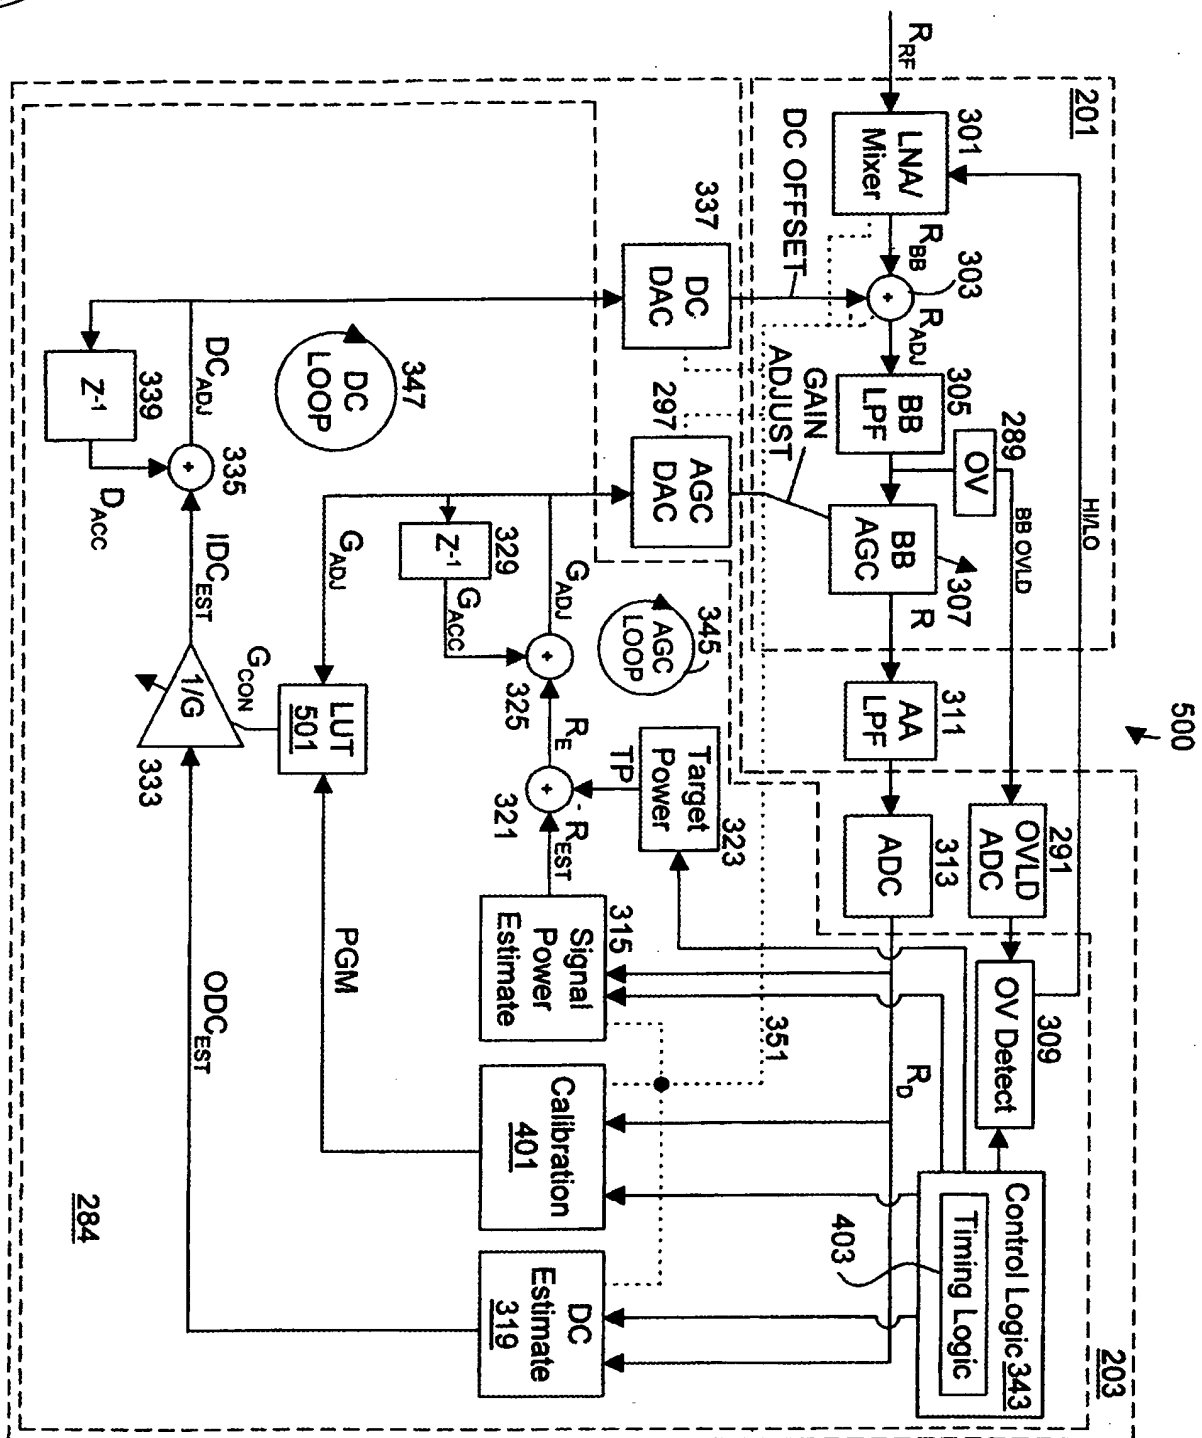 500
201
203
284
R_RF
301
LNA/
Mixer
R_BB
303
+
R_ADJ
305
BB
LPF
289
OV
BB OVLD
HI/LO
BB
AGC
307
R
311
AA
LPF
313
ADC
291
OVLD
ADC
309
OV Detect
R_D
Control Logic 343
Timing Logic
403
DC OFFSET
GAIN
ADJUST
337
DC
DAC
297
AGC
DAC
345
AGC
LOOP
347
DC
LOOP
329
Z-1
G_ACC
G_ADJ
+
325
R_E
Target
Power
323
TP
-
+
321
R_EST
315
Signal
Power
Estimate
351
Calibration
401
DC
Estimate
319
G_ADJ
LUT
501
PGM
G_CON
1/G
333
ODC_EST
IDC_EST
335
+
DC_ADJ
339
Z-1
D_ACC